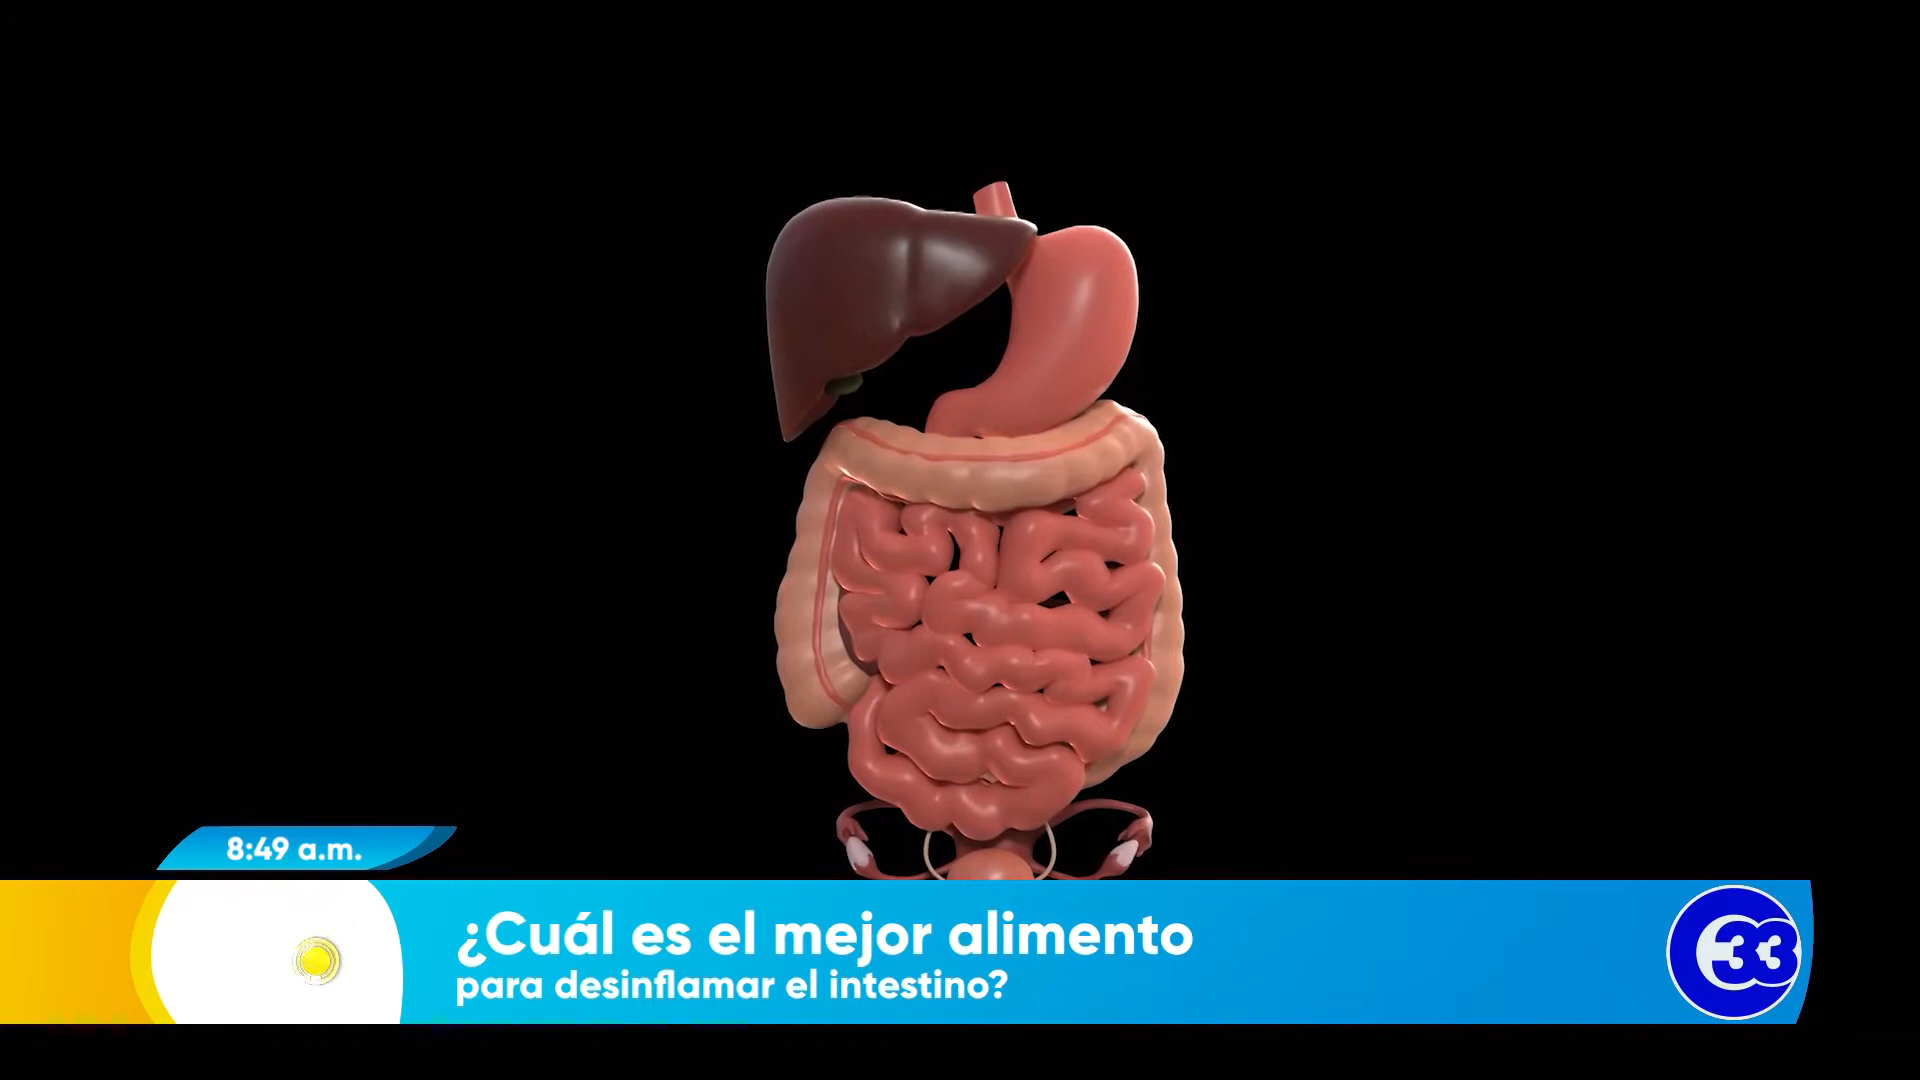 8:49 a.m.
¿Cuál es el mejor alimento
para desinflamar el intestino?
33